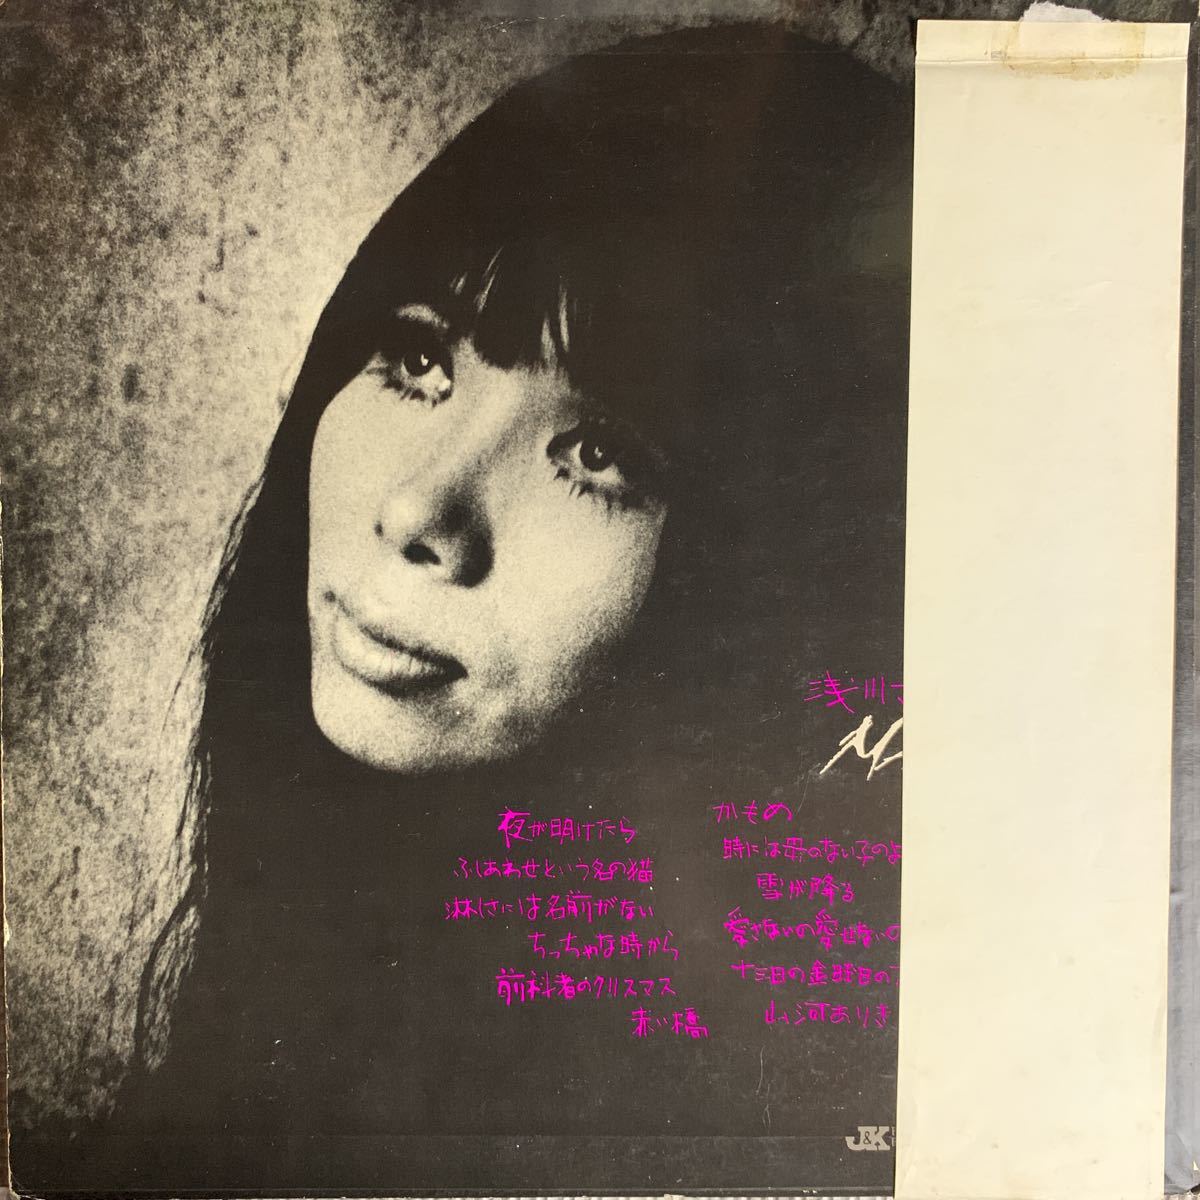 浅川
夜が明けたら
ふしあわせという名の猫
淋しさには名前がない
ちっちゃな時から
前科者のクリスマス
赤い橋
かもめ
時には母のない子のよ
雪が降る
愛さないの愛せないの
十三日の金曜日の
山河ありき
J&K